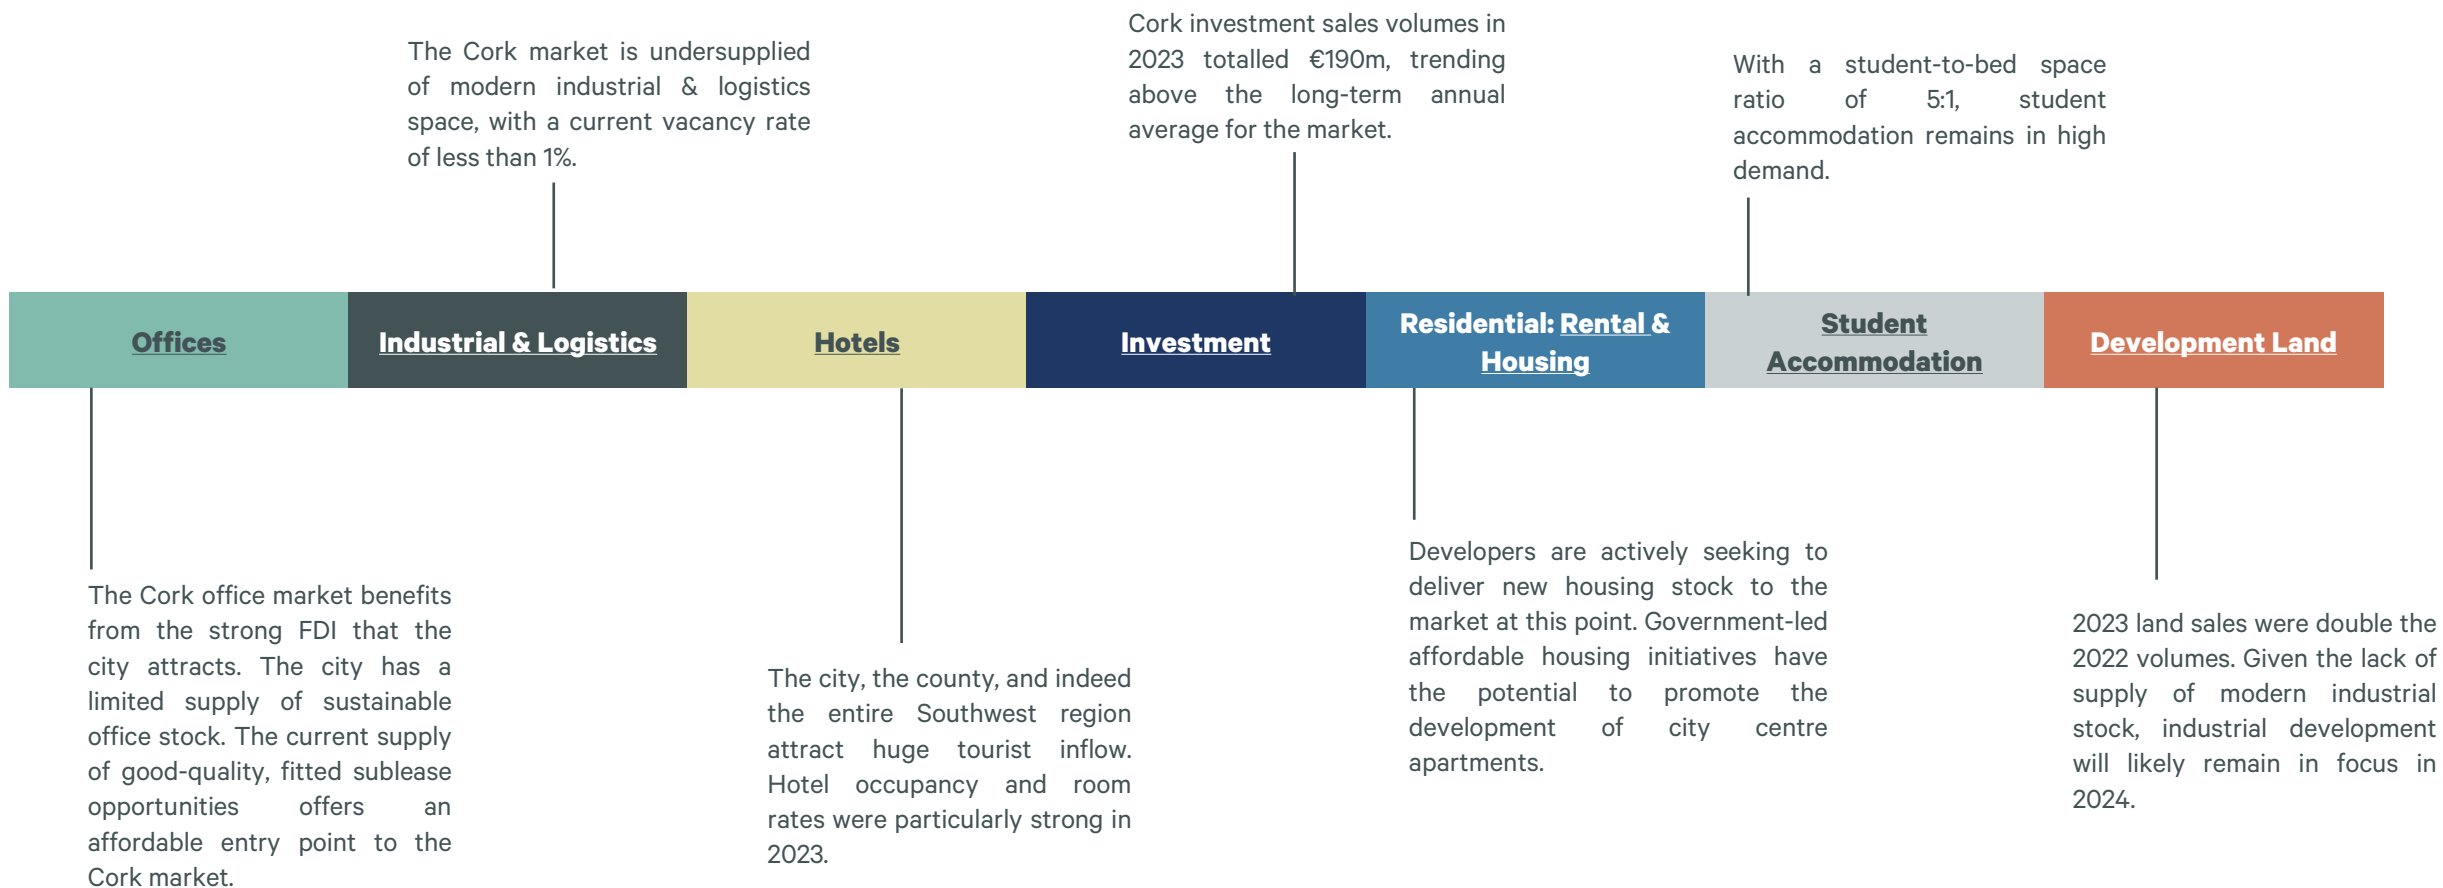 The Cork market is undersupplied
of modern industrial & logistics
space, with a current vacancy rate
of less than 1%.
Cork investment sales volumes in
2023 totalled €190m, trending
above the long-term annual
average for the market.
With a student-to-bed space
ratio of 5:1, student
accommodation remains in high
demand.
Offices
Industrial & Logistics
Hotels
Investment
Residential: Rental &
Housing
Student
Accommodation
Development Land
The Cork office market benefits
from the strong FDI that the
city attracts. The city has a
limited supply of sustainable
office stock. The current supply
of good-quality, fitted sublease
opportunities offers an
affordable entry point to the
Cork market.
The city, the county, and indeed
the entire Southwest region
attract huge tourist inflow.
Hotel occupancy and room
rates were particularly strong in
2023.
Developers are actively seeking to
deliver new housing stock to the
market at this point. Government-led
affordable housing initiatives have
the potential to promote the
development of city centre
apartments.
2023 land sales were double the
2022 volumes. Given the lack of
supply of modern industrial
stock, industrial development
will likely remain in focus in
2024.